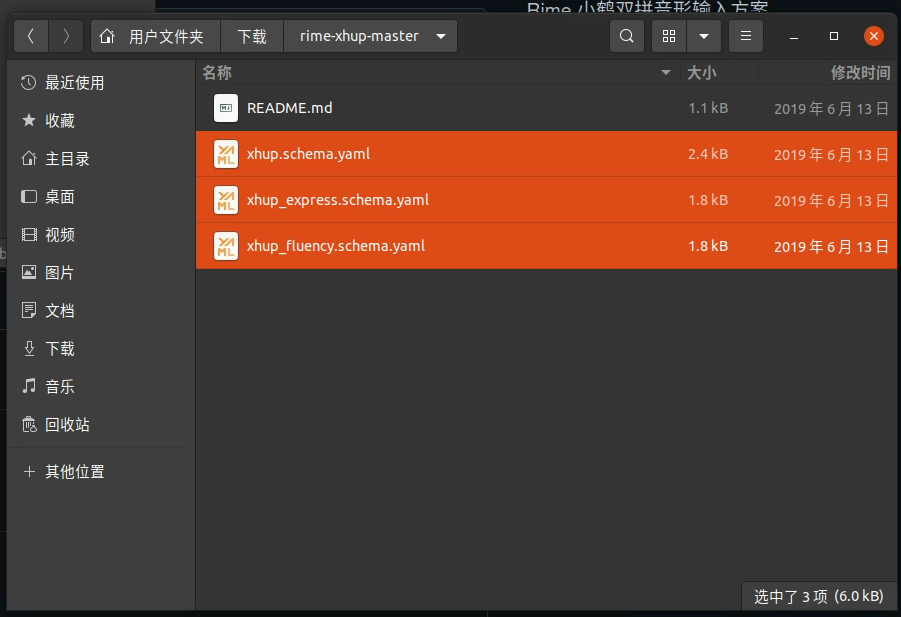 Rime 小鹤双拼音形输入方案
用户文件夹 下载 rime-xhup-master
最近使用
收藏
主目录
桌面
视频
图片
文档
下载
音乐
回收站
其他位置
名称 大小 修改时间
README.md 1.1 kB 2019 年 6 月 13 日
xhup.schema.yaml 2.4 kB 2019 年 6 月 13 日
xhup_express.schema.yaml 1.8 kB 2019 年 6 月 13 日
xhup_fluency.schema.yaml 1.8 kB 2019 年 6 月 13 日
选中了 3 项 (6.0 kB)